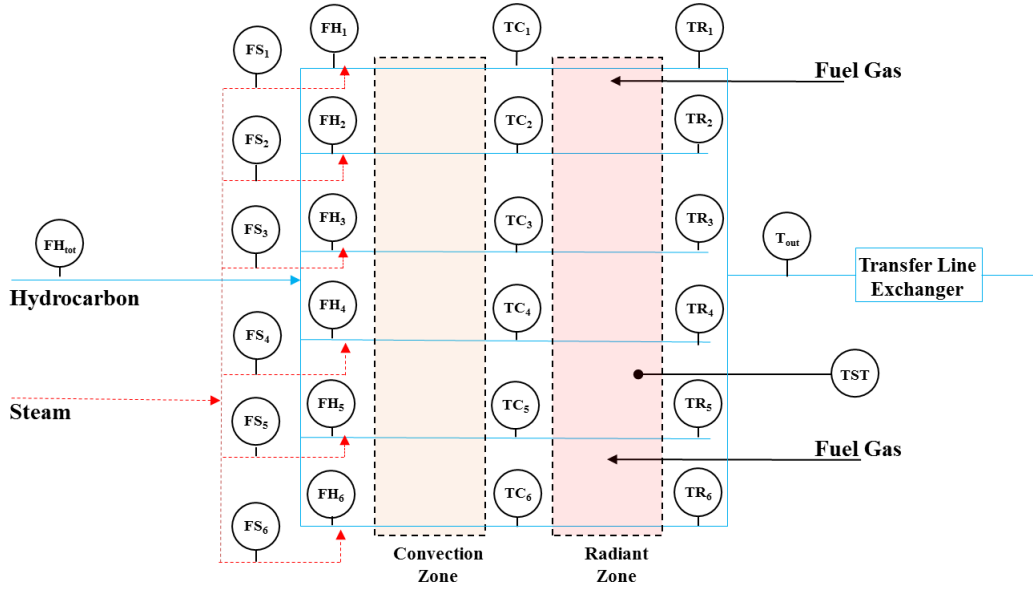 FS₁
FH₁
TC₁
TR₁
Fuel Gas
FS₂
FH₂
TC₂
TR₂
FS₃
FH₃
TC₃
TR₃
FHₜₒₜ
Tₒᵤₜ
Hydrocarbon
Transfer Line
Exchanger
FS₄
FH₄
TC₄
TR₄
TST
Steam
FS₅
FH₅
TC₅
TR₅
Fuel Gas
FS₆
FH₆
TC₆
TR₆
Convection
Zone
Radiant
Zone